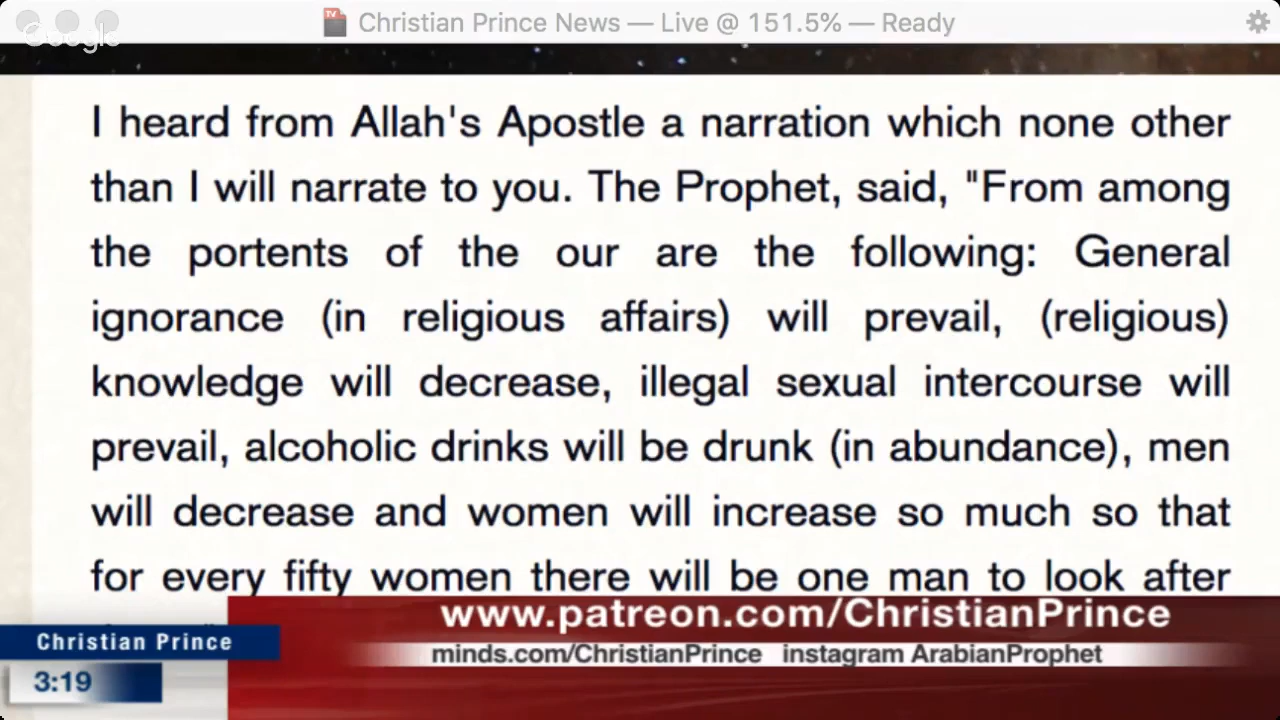 Christian Prince News — Live @ 151.5% — Ready
Google
I heard from Allah's Apostle a narration which none other
than I will narrate to you. The Prophet, said, "From among
the portents of the our are the following: General
ignorance (in religious affairs) will prevail, (religious)
knowledge will decrease, illegal sexual intercourse will
prevail, alcoholic drinks will be drunk (in abundance), men
will decrease and women will increase so much so that
for every fifty women there will be one man to look after
www.patreon.com/ChristianPrince
Christian Prince
minds.com/ChristianPrince instagram ArabianProphet
3:19